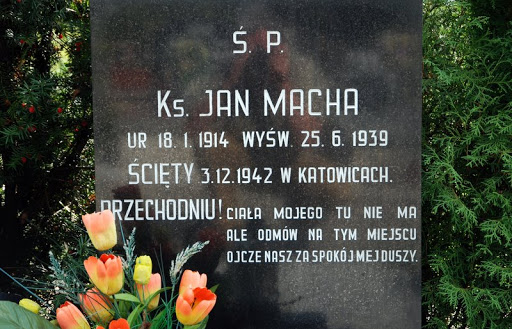 Ś. P.
Ks. JAN MACHA
UR 18. 1. 1914 WYŚW. 25. 6. 1939
ŚCIĘTY 3.12.1942 W KATOWICACH.
PRZECHODNIU! CIAŁA MOJEGO TU NIE MA
ALE ODMÓW NA TYM MIEJSCU
OJCZE NASZ ZA SPOKÓJ MEJ DUSZY.